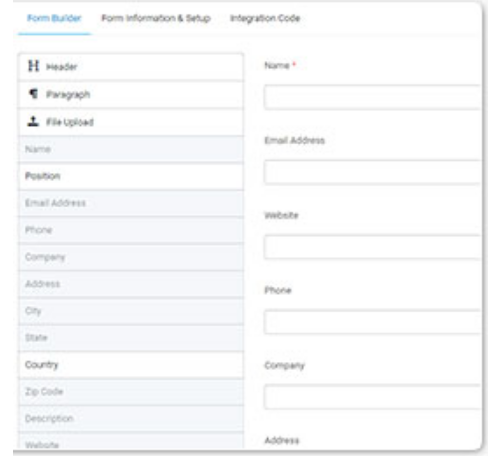 Form Builder Form Information & Setup Integration Code
Header
Paragraph
File Upload
Name
Position
Email Address
Phone
Company
Address
City
State
Country
Zip Code
Description
Website
Name *
Email Address
Website
Phone
Company
Address